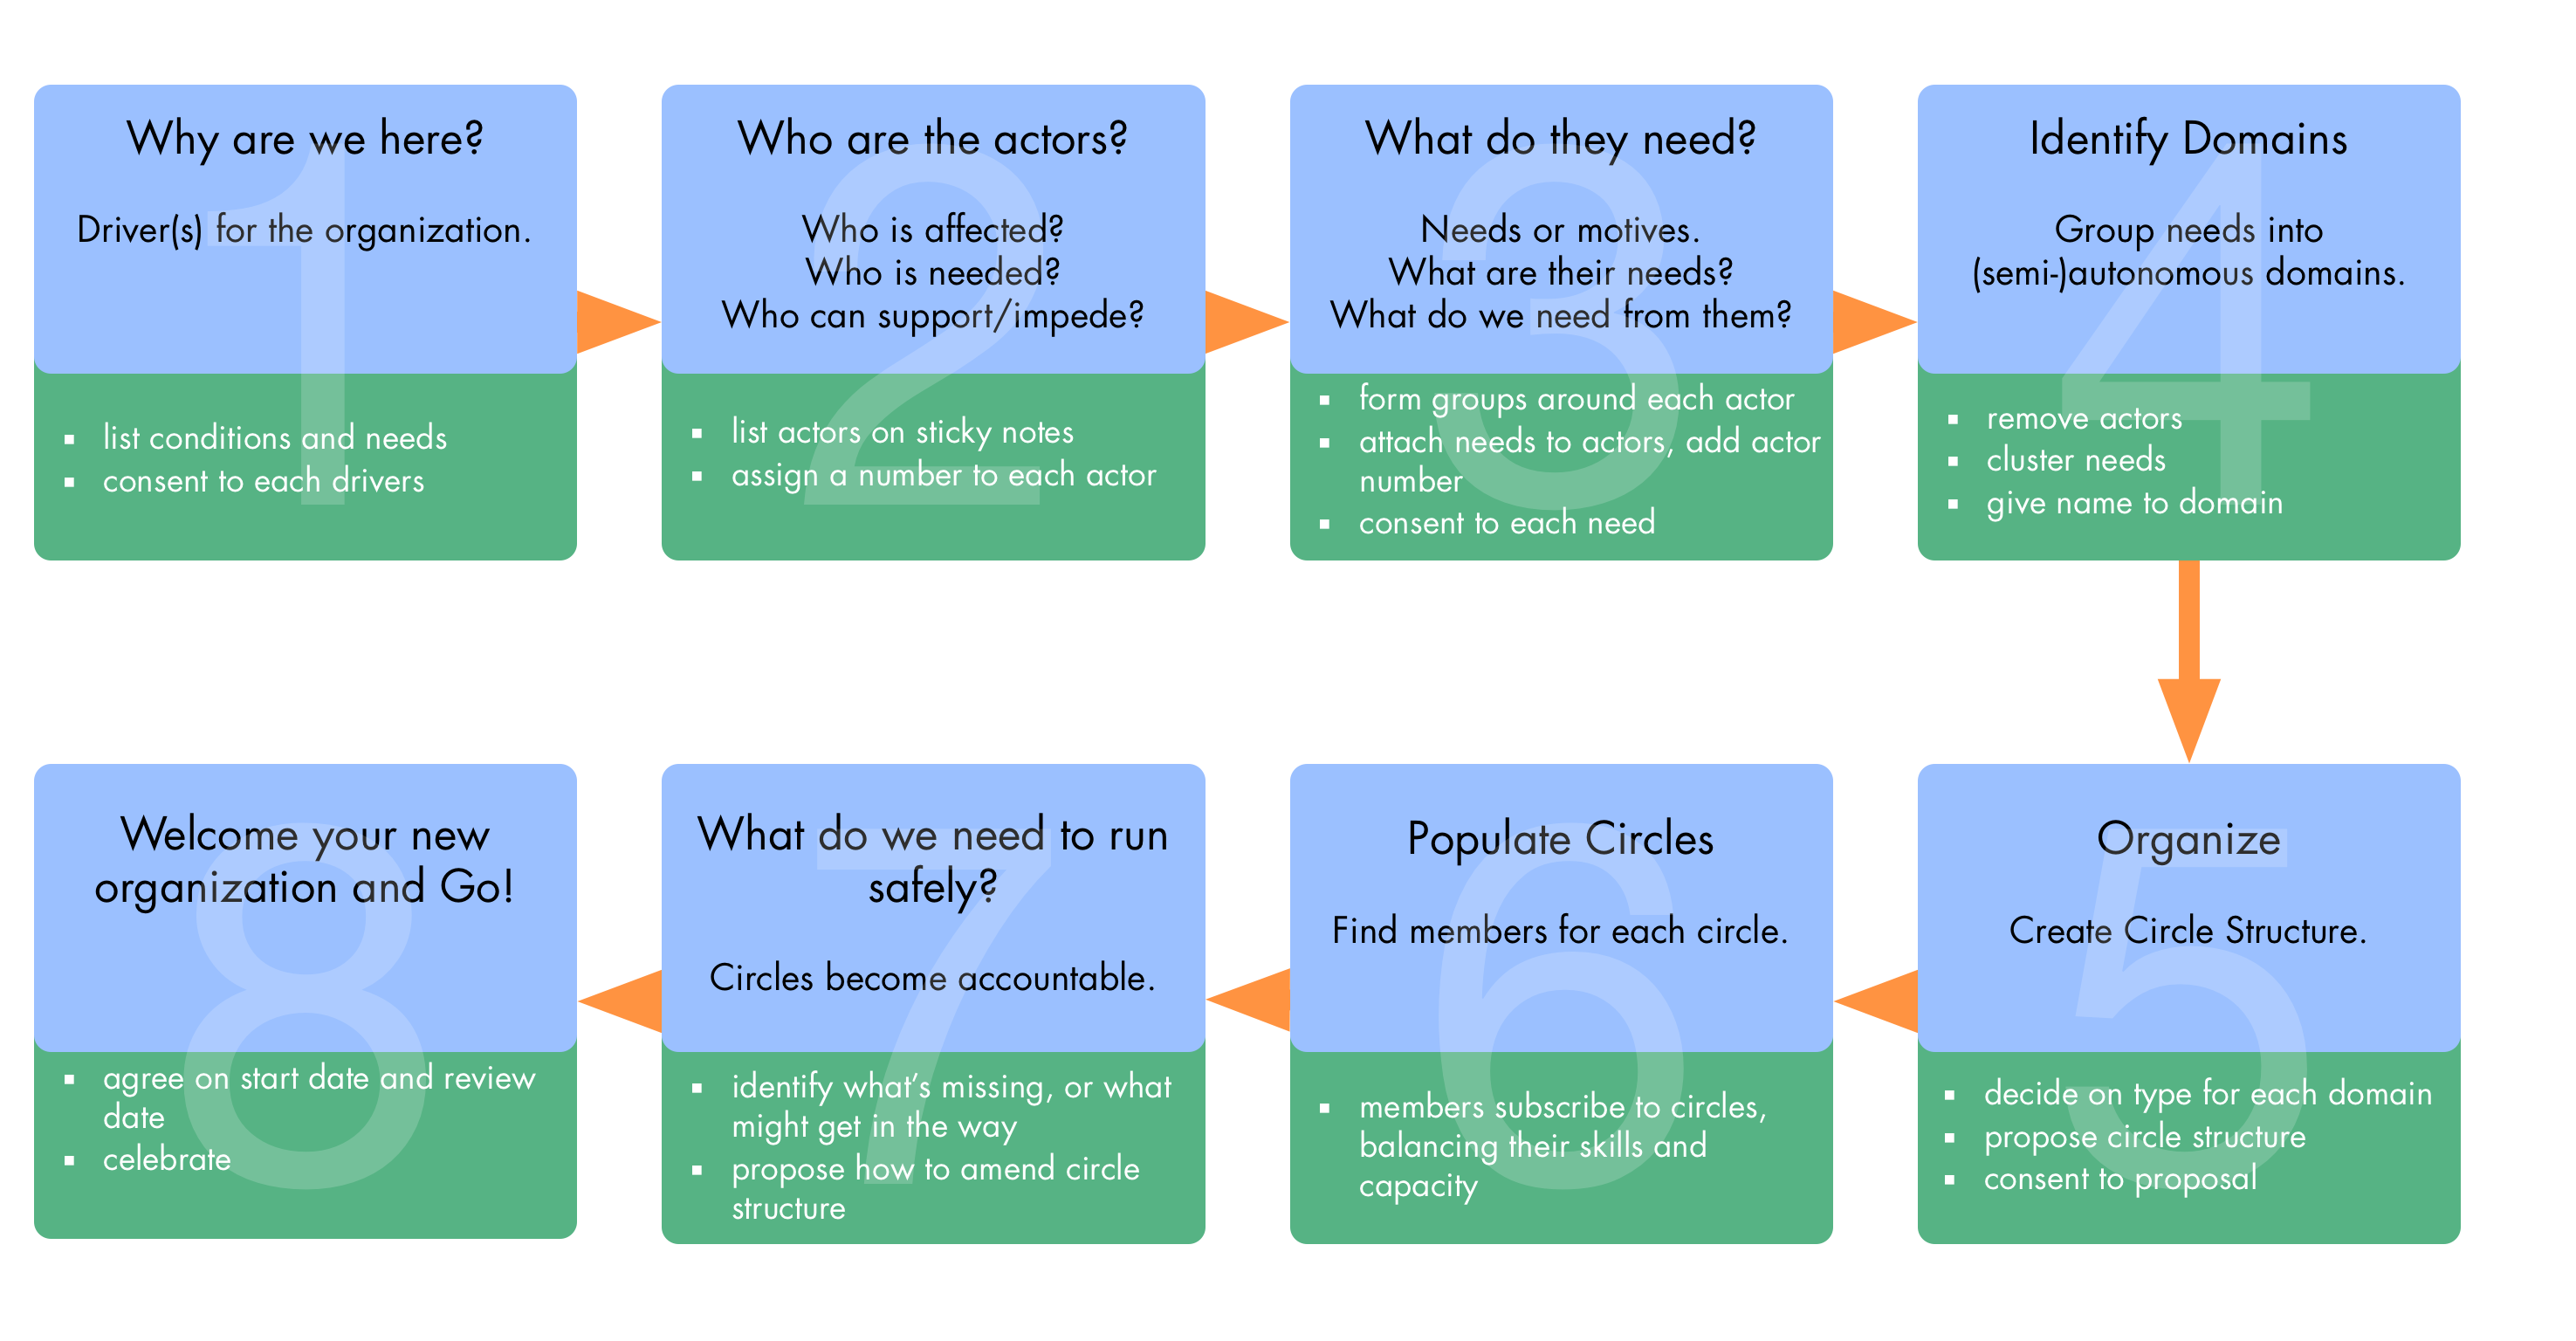 1
Why are we here?
Driver(s) for the organization.
▪ list conditions and needs
▪ consent to each drivers
2
Who are the actors?
Who is affected?
Who is needed?
Who can support/impede?
▪ list actors on sticky notes
▪ assign a number to each actor
3
What do they need?
Needs or motives.
What are their needs?
What do we need from them?
▪ form groups around each actor
▪ attach needs to actors, add actor
number
▪ consent to each need
4
Identify Domains
Group needs into
(semi-)autonomous domains.
▪ remove actors
▪ cluster needs
▪ give name to domain
5
Organize
Create Circle Structure.
▪ decide on type for each domain
▪ propose circle structure
▪ consent to proposal
6
Populate Circles
Find members for each circle.
▪ members subscribe to circles,
balancing their skills and
capacity
7
What do we need to run
safely?
Circles become accountable.
▪ identify what’s missing, or what
might get in the way
▪ propose how to amend circle
structure
8
Welcome your new
organization and Go!
▪ agree on start date and review
date
▪ celebrate